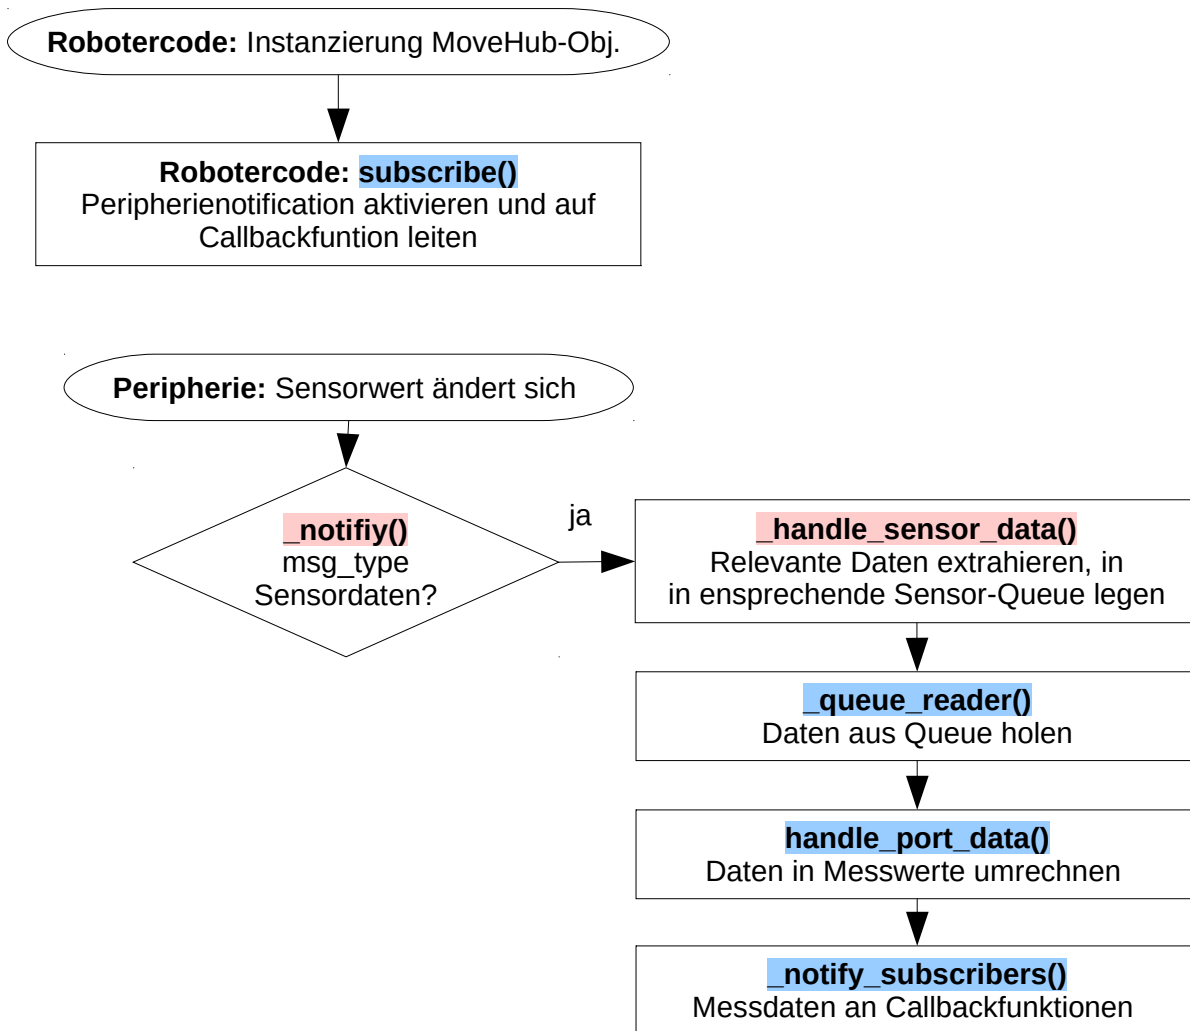 Robotercode: Instanzierung MoveHub-Obj.
Robotercode: subscribe()
Peripherienotification aktivieren und auf
Callbackfuntion leiten
Peripherie: Sensorwert ändert sich
_notifiy()
msg_type
Sensordaten?
ja
_handle_sensor_data()
Relevante Daten extrahieren, in
in ensprechende Sensor-Queue legen
_queue_reader()
Daten aus Queue holen
handle_port_data()
Daten in Messwerte umrechnen
_notify_subscribers()
Messdaten an Callbackfunktionen